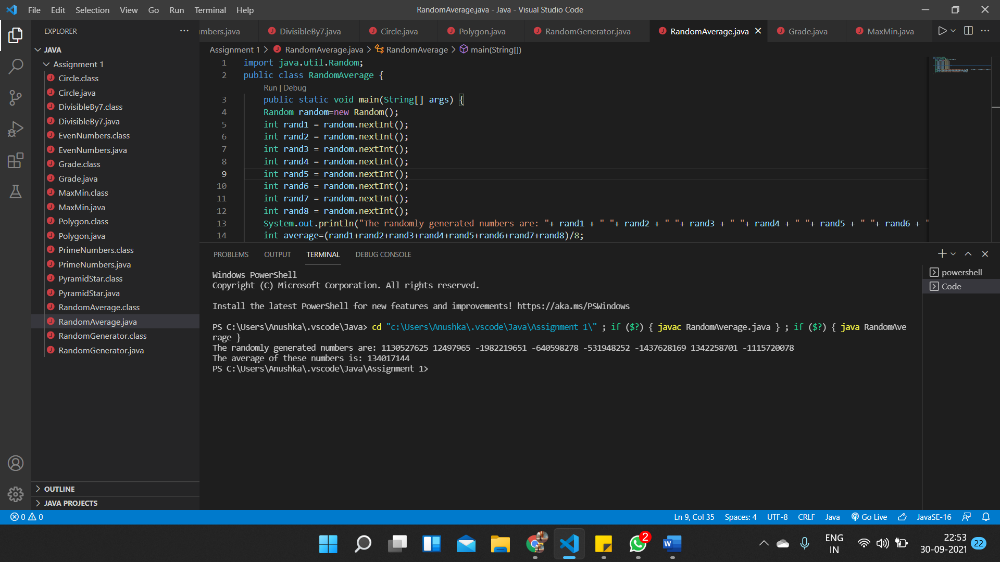 File Edit Selection View Go Run Terminal Help
RandomAverage.java - Java - Visual Studio Code
EXPLORER
JAVA
Assignment 1
Circle.class
Circle.java
DivisibleBy7.class
DivisibleBy7.java
EvenNumbers.class
EvenNumbers.java
Grade.class
Grade.java
MaxMin.class
MaxMin.java
Polygon.class
Polygon.java
PrimeNumbers.class
PrimeNumbers.java
PyramidStar.class
PyramidStar.java
RandomAverage.class
RandomAverage.java
RandomGenerator.class
RandomGenerator.java
OUTLINE
JAVA PROJECTS
mbers.java DivisibleBy7.java Circle.java Polygon.java RandomGenerator.java RandomAverage.java Grade.java MaxMin.java
Assignment 1 > RandomAverage.java > RandomAverage > main(String[])
1 import java.util.Random;
2 public class RandomAverage {
Run | Debug
3 public static void main(String[] args) {
4 Random random=new Random();
5 int rand1 = random.nextInt();
6 int rand2 = random.nextInt();
7 int rand3 = random.nextInt();
8 int rand4 = random.nextInt();
9 int rand5 = random.nextInt();
10 int rand6 = random.nextInt();
11 int rand7 = random.nextInt();
12 int rand8 = random.nextInt();
13 System.out.println("The randomly generated numbers are: "+ rand1 + " "+ rand2 + " "+ rand3 + " "+ rand4 + " "+ rand5 + " "+ rand6 + "
14 int average=(rand1+rand2+rand3+rand4+rand5+rand6+rand7+rand8)/8;
PROBLEMS OUTPUT TERMINAL DEBUG CONSOLE
powershell
Code
Windows PowerShell
Copyright (C) Microsoft Corporation. All rights reserved.
Install the latest PowerShell for new features and improvements! https://aka.ms/PSWindows
PS C:\Users\Anushka\.vscode\Java> cd "c:\Users\Anushka\.vscode\Java\Assignment 1\" ; if ($?) { javac RandomAverage.java } ; if ($?) { java RandomAve
rage }
The randomly generated numbers are: 1130527625 12497965 -1982219651 -640598278 -531948252 -1437628169 1342258701 -1115720078
The average of these numbers is: 134017144
PS C:\Users\Anushka\.vscode\Java\Assignment 1>
0 0
Ln 9, Col 35 Spaces: 4 UTF-8 CRLF Java Go Live JavaSE-16
2
W
ENG
IN
22:53
30-09-2021
22